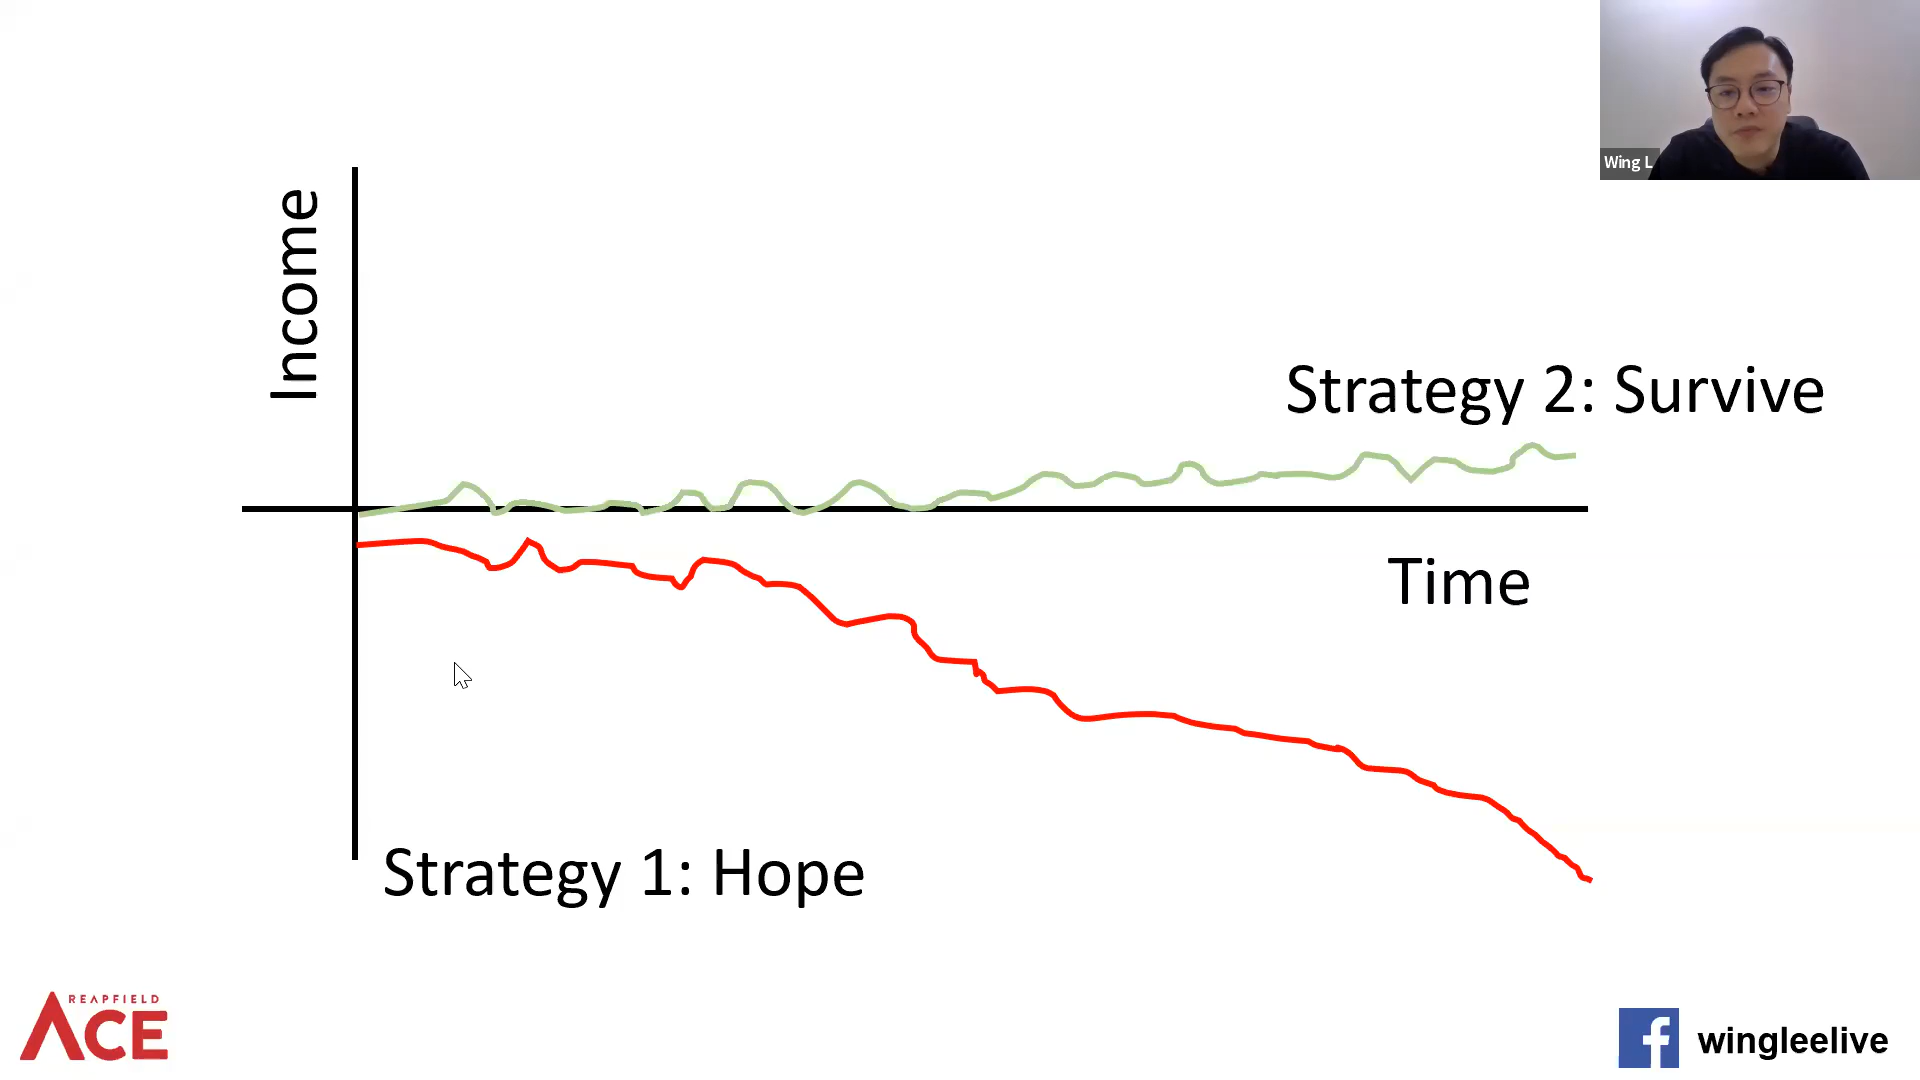 Wing L
Income
Strategy 2: Survive
Time
Strategy 1: Hope
REAPFIELD
ACE
wingleelive